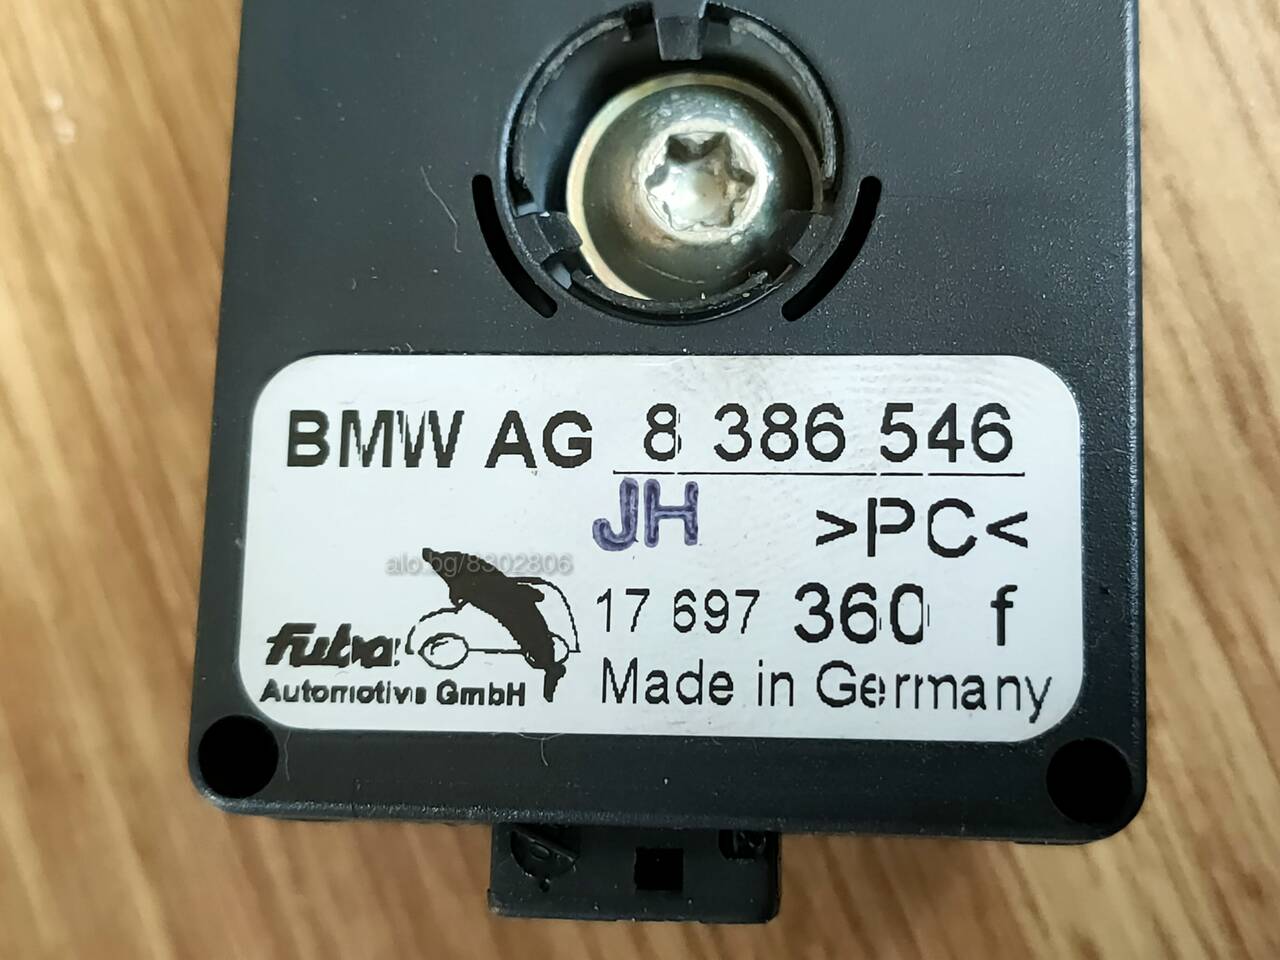 BMW AG 8 386 546
JH >PC<
alo.bg/8302806
17 697 360 f
Fuba
Automotive GmbH
Made in Germany